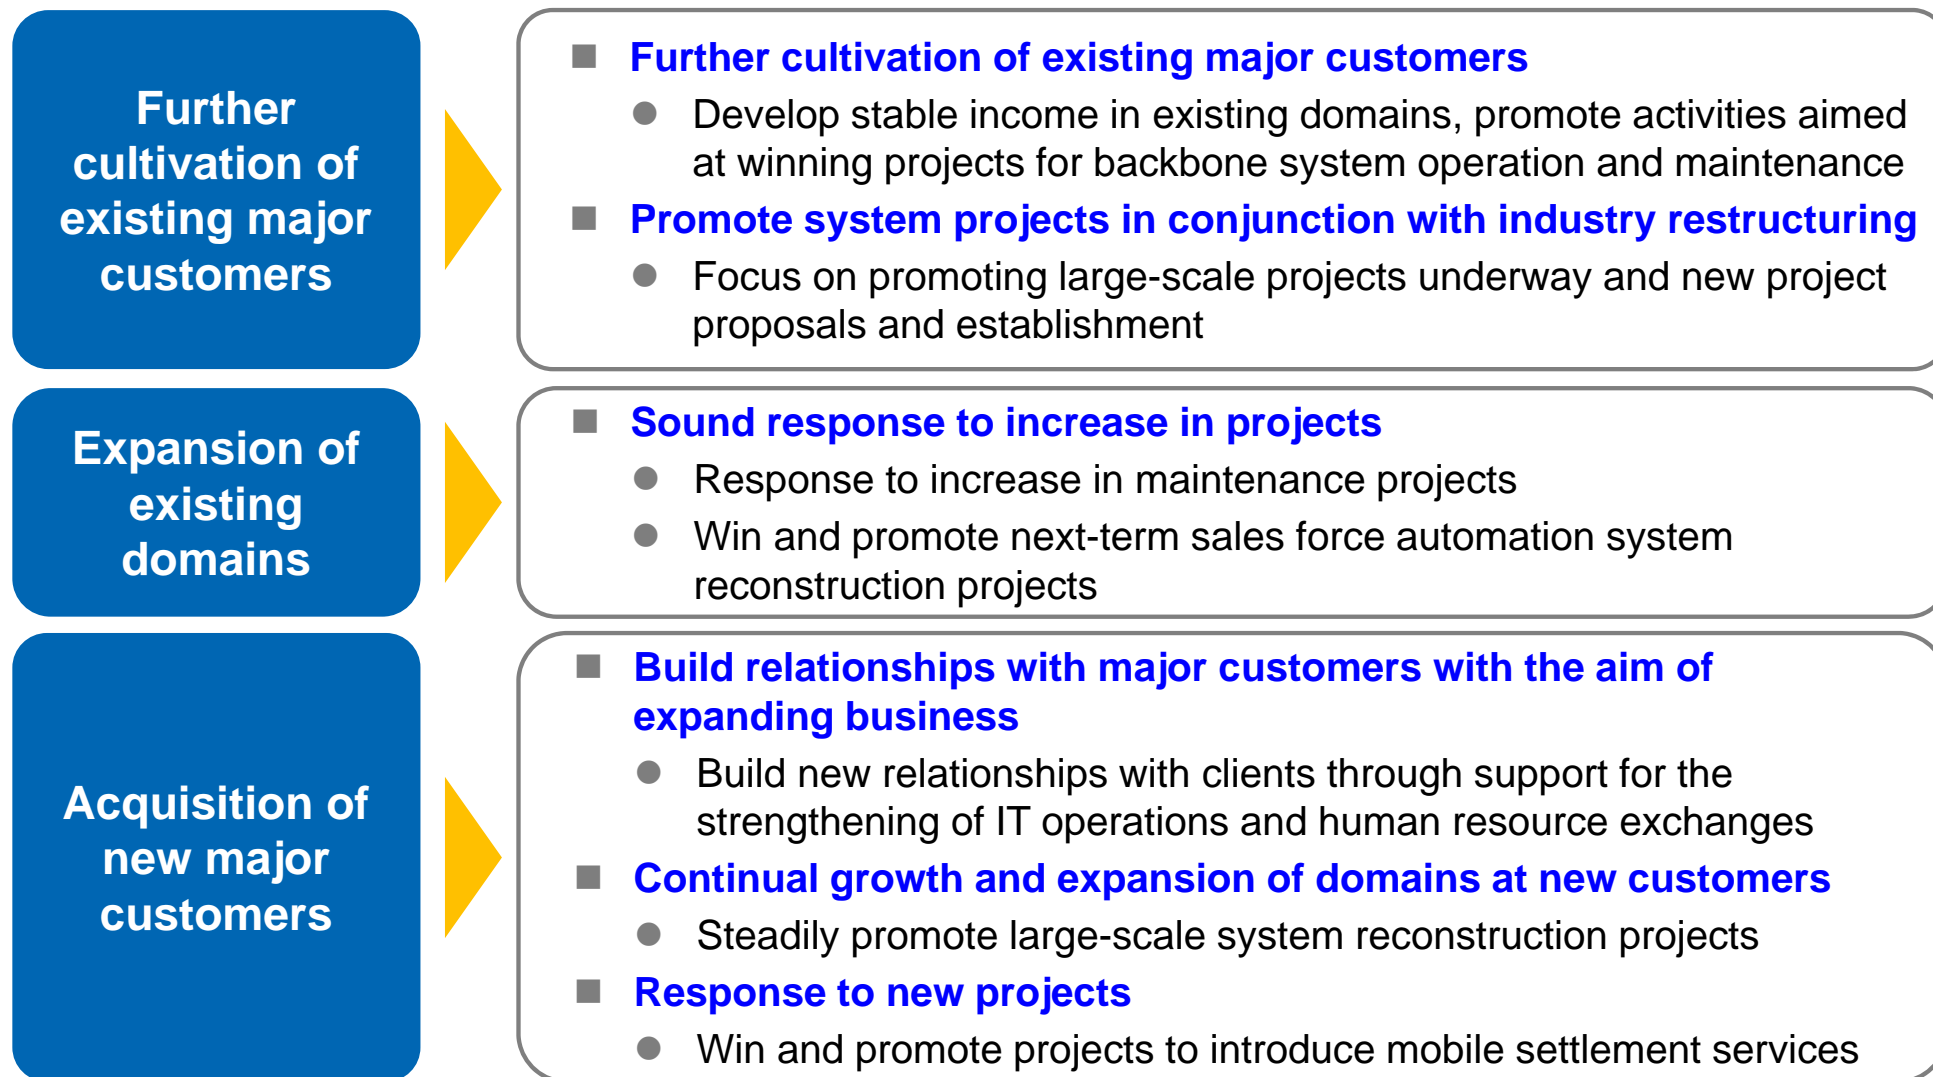 Further
cultivation of
existing major
customers
■ Further cultivation of existing major customers
● Develop stable income in existing domains, promote activities aimed
at winning projects for backbone system operation and maintenance
■ Promote system projects in conjunction with industry restructuring
● Focus on promoting large-scale projects underway and new project
proposals and establishment
Expansion of
existing
domains
■ Sound response to increase in projects
● Response to increase in maintenance projects
● Win and promote next-term sales force automation system
reconstruction projects
Acquisition of
new major
customers
■ Build relationships with major customers with the aim of
expanding business
● Build new relationships with clients through support for the
strengthening of IT operations and human resource exchanges
■ Continual growth and expansion of domains at new customers
● Steadily promote large-scale system reconstruction projects
■ Response to new projects
● Win and promote projects to introduce mobile settlement services